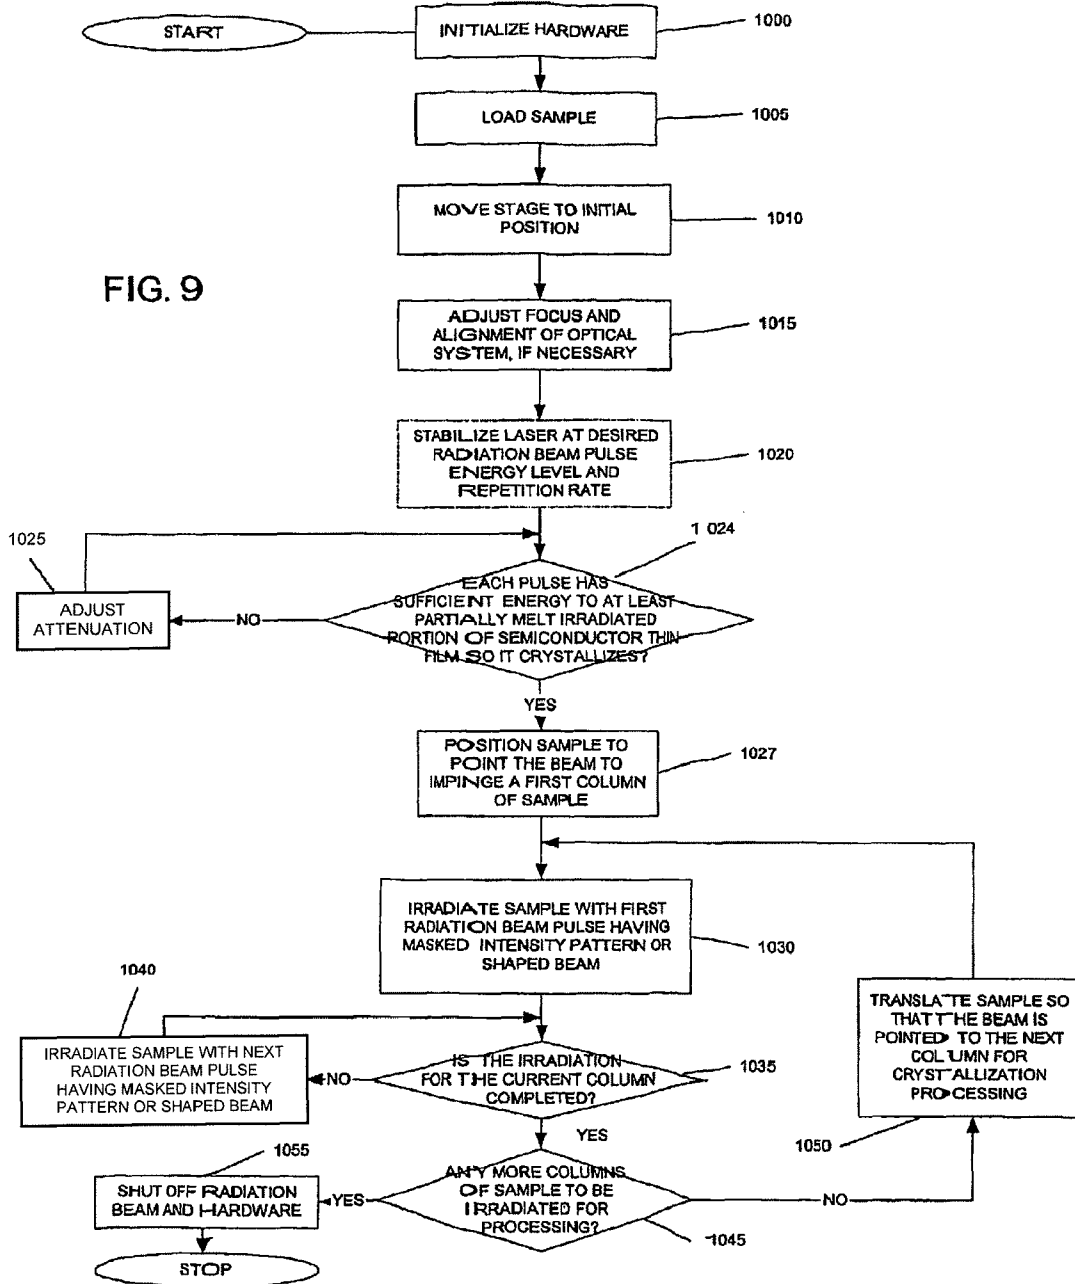 START
INITIALIZE HARDWARE
1000
LOAD SAMPLE
1005
MOVE STAGE TO INITIAL
POSITION
1010
FIG. 9
ADJUST FOCUS AND
ALIGNMENT OF OPTICAL
SYSTEM, IF NECESSARY
1015
STABILIZE LASER AT DESIRED
RADIATION BEAM PULSE
ENERGY LEVEL AND
REPETITION RATE
1020
1025
1024
ADJUST
ATTENUATION
NO
EACH PULSE HAS
SUFFICIENT ENERGY TO AT LEAST
PARTIALLY MELT IRRADIATED
PORTION OF SEMICONDUCTOR THIN
FILM SO IT CRYSTALLIZES?
YES
POSITION SAMPLE TO
POINT THE BEAM TO
IMPINGE A FIRST COLUMN
OF SAMPLE
1027
IRRADIATE SAMPLE WITH FIRST
RADIATION BEAM PULSE HAVING
MASKED INTENSITY PATTERN OR
SHAPED BEAM
1030
1040
IRRADIATE SAMPLE WITH NEXT
RADIATION BEAM PULSE
HAVING MASKED INTENSITY
PATTERN OR SHAPED BEAM
NO
IS THE IRRADIATION
FOR THE CURRENT COLUMN
COMPLETED?
1035
TRANSLATE SAMPLE SO
THAT THE BEAM IS
POINTED TO THE NEXT
COLUMN FOR
CRYSTALLIZATION
PROCESSING
1050
YES
1055
SHUT OFF RADIATION
BEAM AND HARDWARE
YES
ANY MORE COLUMNS
OF SAMPLE TO BE
IRRADIATED FOR
PROCESSING?
NO
1045
STOP